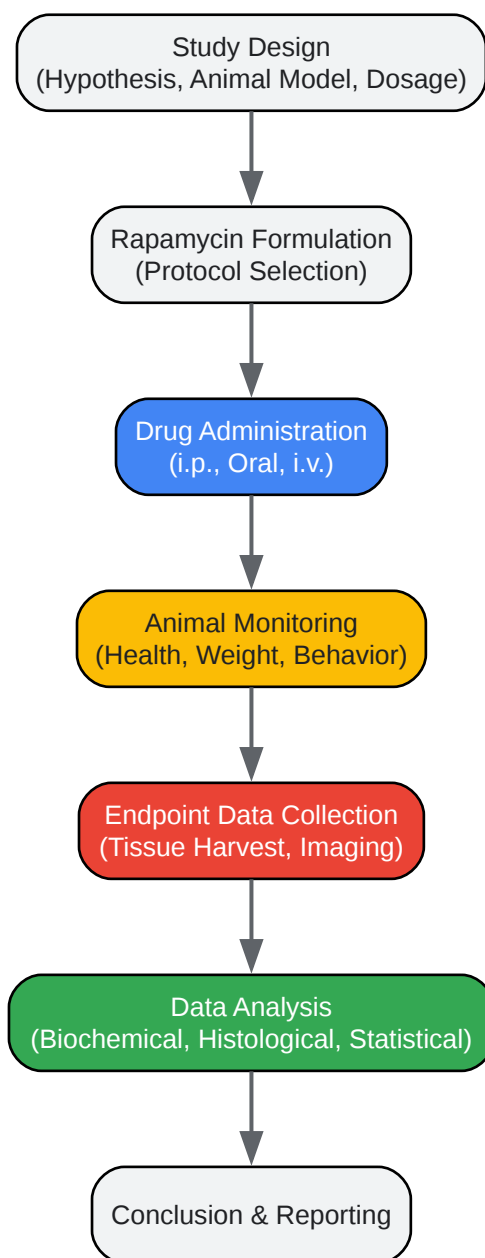 Study Design
(Hypothesis, Animal Model, Dosage)
Rapamycin Formulation
(Protocol Selection)
Drug Administration
(i.p., Oral, i.v.)
Animal Monitoring
(Health, Weight, Behavior)
Endpoint Data Collection
(Tissue Harvest, Imaging)
Data Analysis
(Biochemical, Histological, Statistical)
Conclusion & Reporting